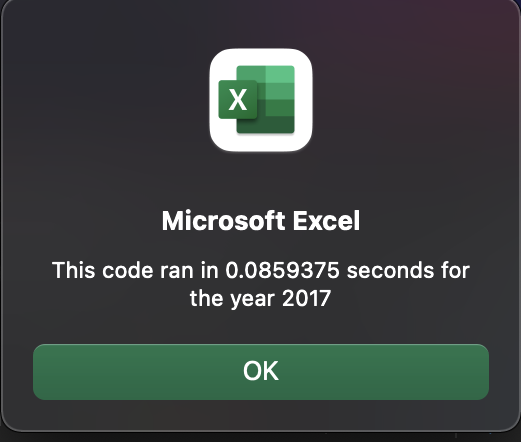 X
Microsoft Excel
This code ran in 0.0859375 seconds for
the year 2017
OK